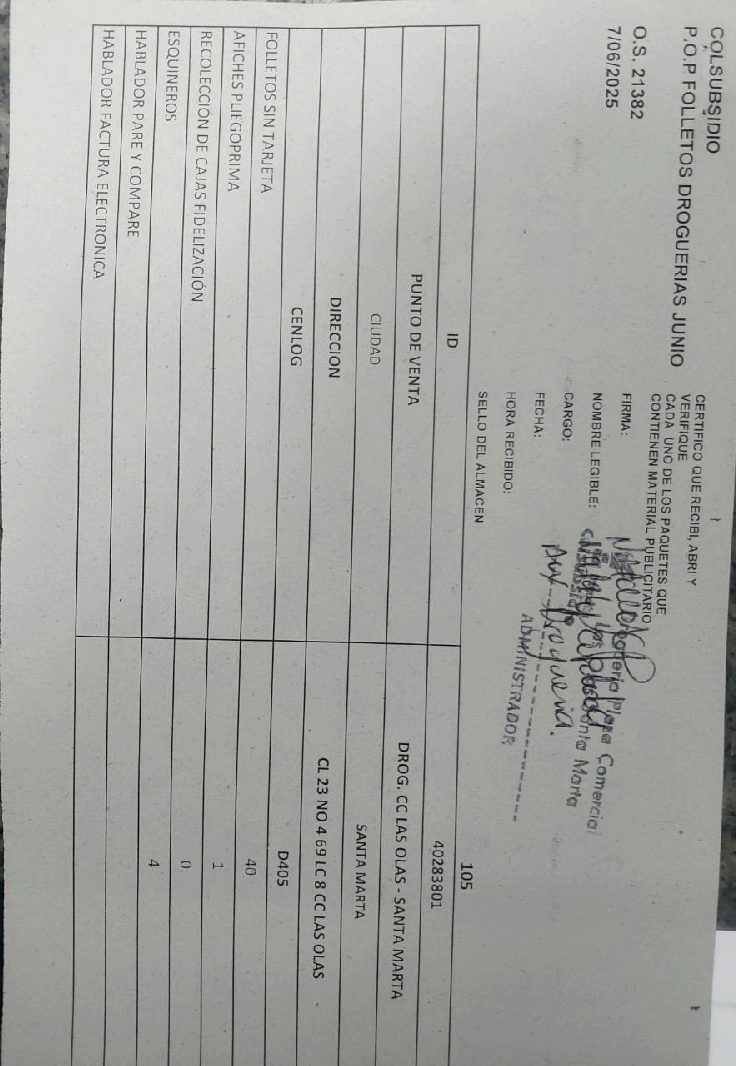 COLSUBSIDIO
P.O.P FOLLETOS DROGUERIAS JUNIO
O.S. 21382
7/06/2025
CERTIFICO QUE RECIBI, ABRI Y
VERIFIQUE
CADA UNO DE LOS PAQUETES QUE
CONTIENEN MATERIAL PUBLICITARIO
FIRMA:
Plaza Comercial
NOMBRE LEGIBLE:
Santa Marta
CARGO: Aux Drogueria.
FECHA:
ADMINISTRADOR
HORA RECIBIDO:
SELLO DEL ALMACEN
105
ID 40283801
PUNTO DE VENTA DROG. CC LAS OLAS - SANTA MARTA
CIUDAD SANTA MARTA
DIRECCION CL 23 NO 4 69 LC 8 CC LAS OLAS
CENLOG D405
FOLLETOS SIN TARJETA 40
AFICHES PLIEGOPRIMA 1
RECOLECCIÓN DE CAJAS FIDELIZACIÓN 0
ESQUINEROS 4
HABLADOR PARE Y COMPARE
HABLADOR FACTURA ELECTRONICA